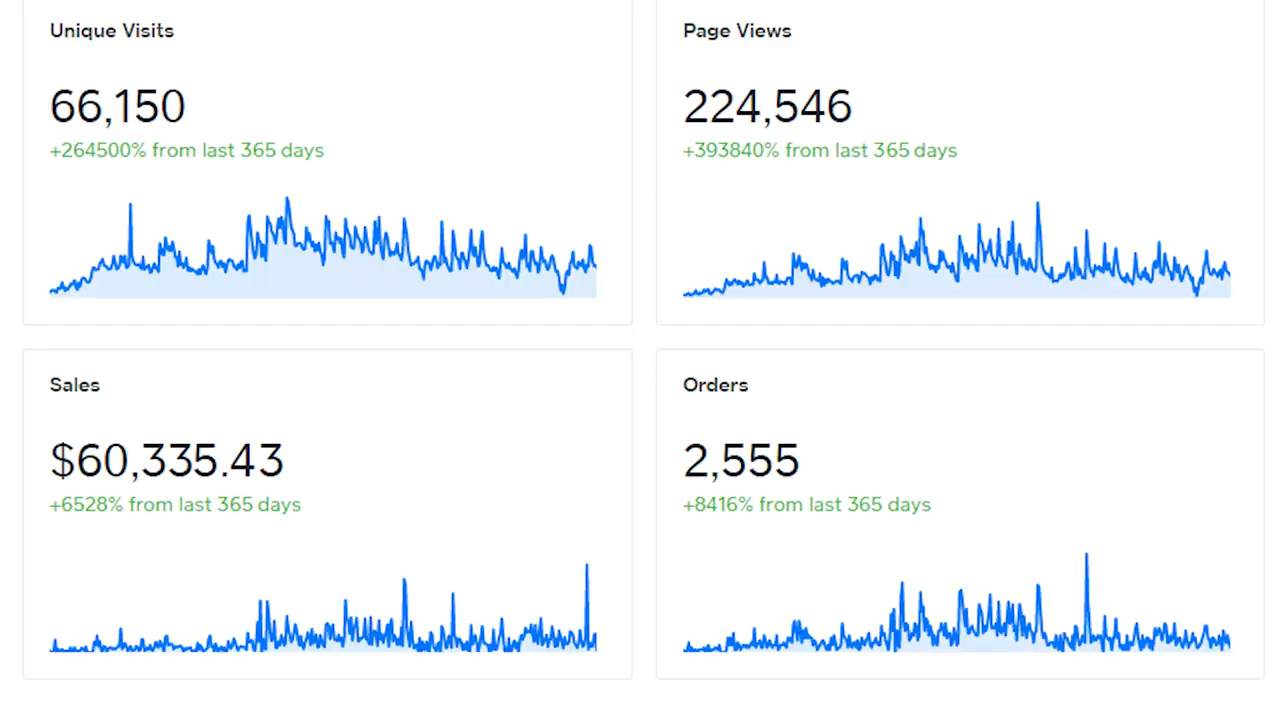 Unique Visits
66,150
+264500% from last 365 days
Page Views
224,546
+393840% from last 365 days
Sales
$60,335.43
+6528% from last 365 days
Orders
2,555
+8416% from last 365 days